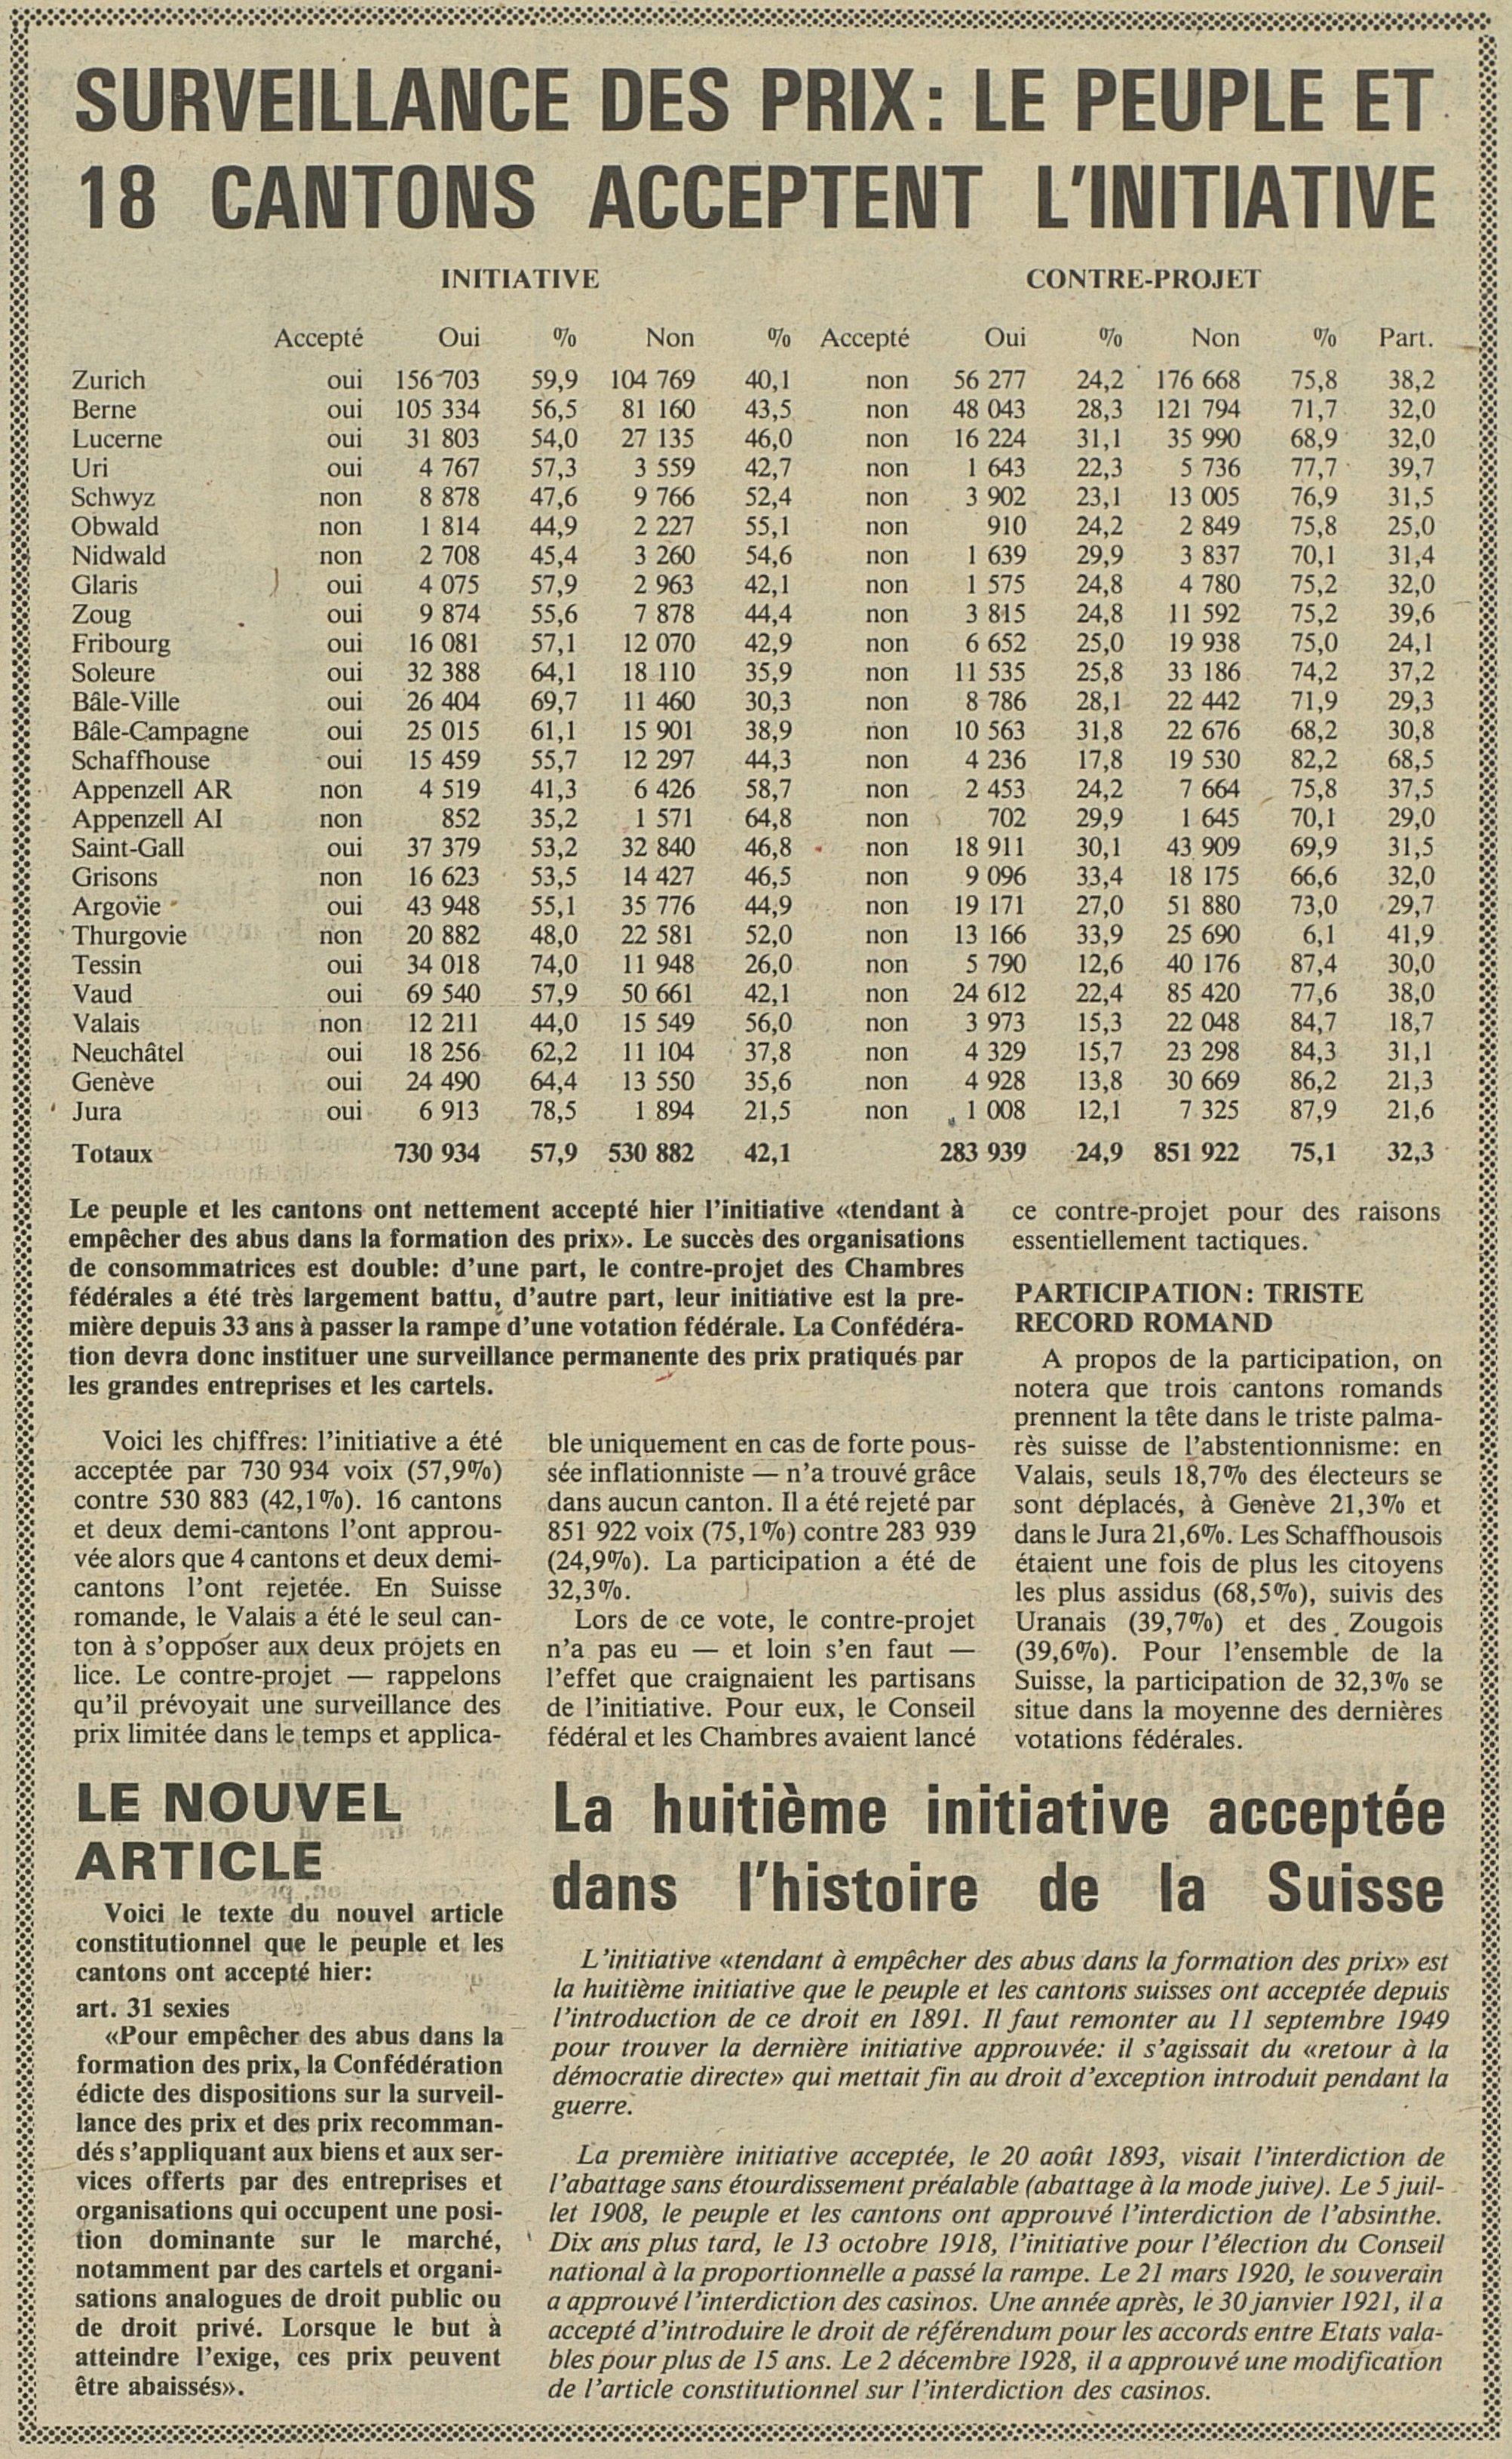 SURVEILLANCE DES PRIX: LE PEUPLE ET
18 CANTONS ACCEPTENT L'INITIATIVE
INITIATIVE CONTRE-PROJET
Accepté Oui % Non % Accepté Oui % Non % Part.
Zurich oui 156 703 59,9 104 769 40,1 non 56 277 24,2 176 668 75,8 38,2
Berne oui 105 334 56,5 81 160 43,5 non 48 043 28,3 121 794 71,7 32,0
Lucerne oui 31 803 54,0 27 135 46,0 non 16 224 31,1 35 990 68,9 32,0
Uri oui 4 767 57,3 3 559 42,7 non 1 643 22,3 5 736 77,7 39,7
Schwyz non 8 878 47,6 9 766 52,4 non 3 902 23,1 13 005 76,9 31,5
Obwald non 1 814 44,9 2 227 55,1 non 910 24,2 2 849 75,8 25,0
Nidwald non 2 708 45,4 3 260 54,6 non 1 639 29,9 3 837 70,1 31,4
Glaris oui 4 075 57,9 2 963 42,1 non 1 575 24,8 4 780 75,2 32,0
Zoug oui 9 874 55,6 7 878 44,4 non 3 815 24,8 11 592 75,2 39,6
Fribourg oui 16 081 57,1 12 070 42,9 non 6 652 25,0 19 938 75,0 24,1
Soleure oui 32 388 64,1 18 110 35,9 non 11 535 25,8 33 186 74,2 37,2
Bâle-Ville oui 26 404 69,7 11 460 30,3 non 8 786 28,1 22 442 71,9 29,3
Bâle-Campagne oui 25 015 61,1 15 901 38,9 non 10 563 31,8 22 676 68,2 30,8
Schaffhouse oui 15 459 55,7 12 297 44,3 non 4 236 17,8 19 530 82,2 68,5
Appenzell AR non 4 519 41,3 6 426 58,7 non 2 453 24,2 7 664 75,8 37,5
Appenzell AI non 852 35,2 1 571 64,8 non 702 29,9 1 645 70,1 29,0
Saint-Gall oui 37 379 53,2 32 840 46,8 non 18 911 30,1 43 909 69,9 31,5
Grisons non 16 623 53,5 14 427 46,5 non 9 096 33,4 18 175 66,6 32,0
Argovie oui 43 948 55,1 35 776 44,9 non 19 171 27,0 51 880 73,0 29,7
Thurgovie non 20 882 48,0 22 581 52,0 non 13 166 33,9 25 690 6,1 41,9
Tessin oui 34 018 74,0 11 948 26,0 non 5 790 12,6 40 176 87,4 30,0
Vaud oui 69 540 57,9 50 661 42,1 non 24 612 22,4 85 420 77,6 38,0
Valais non 12 211 44,0 15 549 56,0 non 3 973 15,3 22 048 84,7 18,7
Neuchâtel oui 18 256 62,2 11 104 37,8 non 4 329 15,7 23 298 84,3 31,1
Genève oui 24 490 64,4 13 550 35,6 non 4 928 13,8 30 669 86,2 21,3
Jura oui 6 913 78,5 1 894 21,5 non 1 008 12,1 7 325 87,9 21,6
Totaux 730 934 57,9 530 882 42,1 283 939 24,9 851 922 75,1 32,3
Le peuple et les cantons ont nettement accepté hier l'initiative «tendant à
empêcher des abus dans la formation des prix». Le succès des organisations
de consommatrices est double: d'une part, le contre-projet des Chambres
fédérales a été très largement battu, d'autre part, leur initiative est la pre-
mière depuis 33 ans à passer la rampe d'une votation fédérale. La Confédéra-
tion devra donc instituer une surveillance permanente des prix pratiqués par
les grandes entreprises et les cartels.
Voici les chiffres: l'initiative a été
acceptée par 730 934 voix (57,9%)
contre 530 883 (42,1%). 16 cantons
et deux demi-cantons l'ont approu-
vée alors que 4 cantons et deux demi-
cantons l'ont rejetée. En Suisse
romande, le Valais a été le seul can-
ton à s'opposer aux deux projets en
lice. Le contre-projet — rappelons
qu'il prévoyait une surveillance des
prix limitée dans le temps et applica-
ble uniquement en cas de forte pous-
sée inflationniste — n'a trouvé grâce
dans aucun canton. Il a été rejeté par
851 922 voix (75,1%) contre 283 939
(24,9%). La participation a été de
32,3%.
Lors de ce vote, le contre-projet
n'a pas eu — et loin s'en faut —
l'effet que craignaient les partisans
de l'initiative. Pour eux, le Conseil
fédéral et les Chambres avaient lancé
ce contre-projet pour des raisons
essentiellement tactiques.
PARTICIPATION: TRISTE
RECORD ROMAND
A propos de la participation, on
notera que trois cantons romands
prennent la tête dans le triste palma-
rès suisse de l'abstentionnisme: en
Valais, seuls 18,7% des électeurs se
sont déplacés, à Genève 21,3% et
dans le Jura 21,6%. Les Schaffhousois
étaient une fois de plus les citoyens
les plus assidus (68,5%), suivis des
Uranais (39,7%) et des Zougois
(39,6%). Pour l'ensemble de la
Suisse, la participation de 32,3% se
situe dans la moyenne des dernières
votations fédérales.
LE NOUVEL
ARTICLE
Voici le texte du nouvel article
constitutionnel que le peuple et les
cantons ont accepté hier:
art. 31 sexies
«Pour empêcher des abus dans la
formation des prix, la Confédération
édicte des dispositions sur la surveil-
lance des prix et des prix recomman-
dés s'appliquant aux biens et aux ser-
vices offerts par des entreprises et
organisations qui occupent une posi-
tion dominante sur le marché,
notamment par des cartels et organi-
sations analogues de droit public ou
de droit privé. Lorsque le but à
atteindre l'exige, ces prix peuvent
être abaissés».
La huitième initiative acceptée
dans l'histoire de la Suisse
L'initiative «tendant à empêcher des abus dans la formation des prix» est
la huitième initiative que le peuple et les cantons suisses ont acceptée depuis
l'introduction de ce droit en 1891. Il faut remonter au 11 septembre 1949
pour trouver la dernière initiative approuvée: il s'agissait du «retour à la
démocratie directe» qui mettait fin au droit d'exception introduit pendant la
guerre.
La première initiative acceptée, le 20 août 1893, visait l'interdiction de
l'abattage sans étourdissement préalable (abattage à la mode juive). Le 5 juil-
let 1908, le peuple et les cantons ont approuvé l'interdiction de l'absinthe.
Dix ans plus tard, le 13 octobre 1918, l'initiative pour l'élection du Conseil
national à la proportionnelle a passé la rampe. Le 21 mars 1920, le souverain
a approuvé l'interdiction des casinos. Une année après, le 30 janvier 1921, il a
accepté d'introduire le droit de référendum pour les accords entre Etats vala-
bles pour plus de 15 ans. Le 2 décembre 1928, il a approuvé une modification
de l'article constitutionnel sur l'interdiction des casinos.